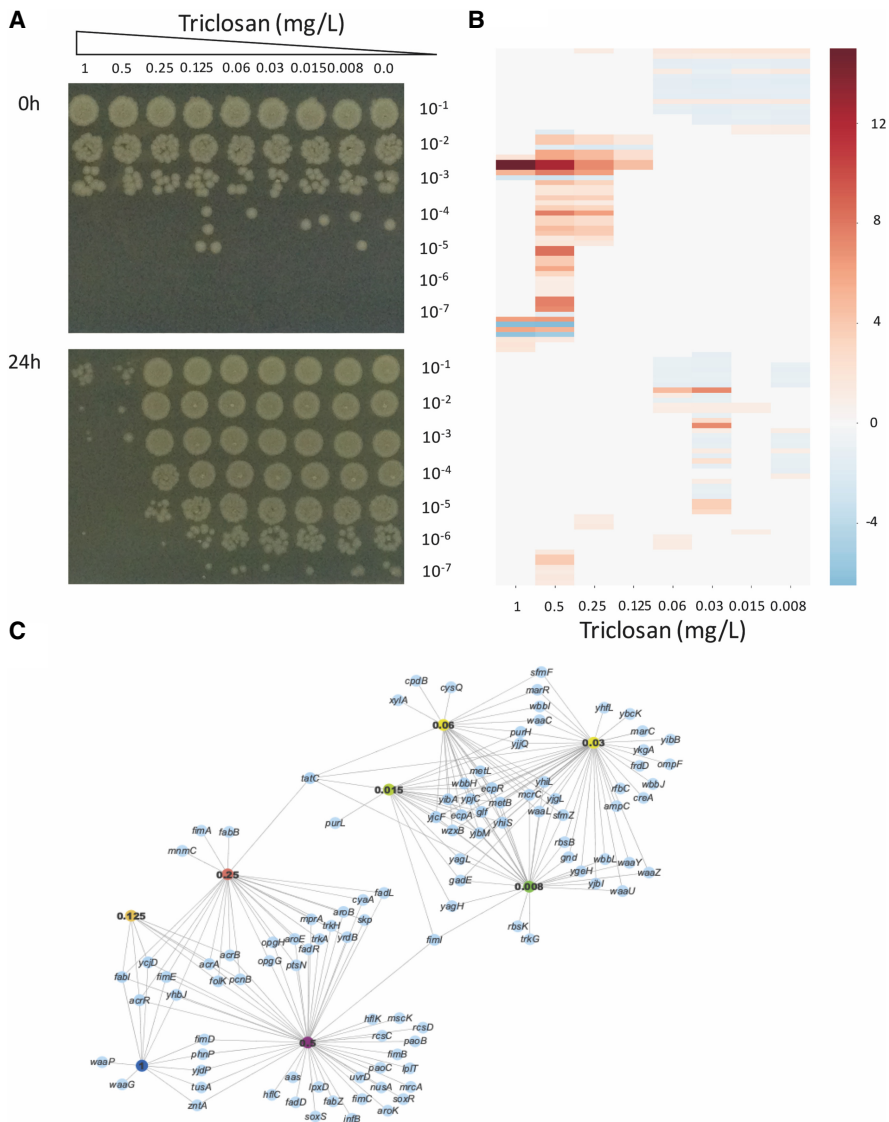 A
Triclosan (mg/L)
1 0.5 0.25 0.125 0.06 0.03 0.015 0.008 0.0
0h
10-1
10-2
10-3
10-4
10-5
10-6
10-7
24h
10-1
10-2
10-3
10-4
10-5
10-6
10-7
B
12
8
4
0
-4
1 0.5 0.25 0.125 0.06 0.03 0.015 0.008
Triclosan (mg/L)
C
sfmF
cpdB
cysQ
marR
xylA
wbbI
yhfL
ybcK
waaC
marC
0.06
purH
yibB
yjjQ
0.03
ykgA
frdD
ompF
metL
tatC
wbbH
ecpR
yhiL
rfbC
wbbJ
0.015
mcrC
creA
yibA
ypjC
metB
yjgL
ampC
yjcF
ecpA
glf
waaL
sfmZ
purL
yhiS
wzxB
yjbM
rbsB
fimA
fabB
yagL
gnd
wbbL
waaY
mnmC
ygeH
waaZ
0.25
gadE
0.008
yjbI
waaU
fadL
cyaA
yagH
0.125
aroB
mprA
skp
rbsK
trkH
trkG
opgH
aroE
trkA
yrdB
fimI
acrB
fadR
ycjD
acrA
opgG
ptsN
fabI
fimE
folK
pcnB
yhbJ
acrR
hflK
mscK
rcsD
fimD
rcsC
paoB
0.5
waaP
phnP
fimB
1
yjdP
paoC
lplT
waaG
aas
uvrD
tusA
lpxD
nusA
mrcA
hflC
fadD
fabZ
fimC
soxR
zntA
soxS
infB
aroK